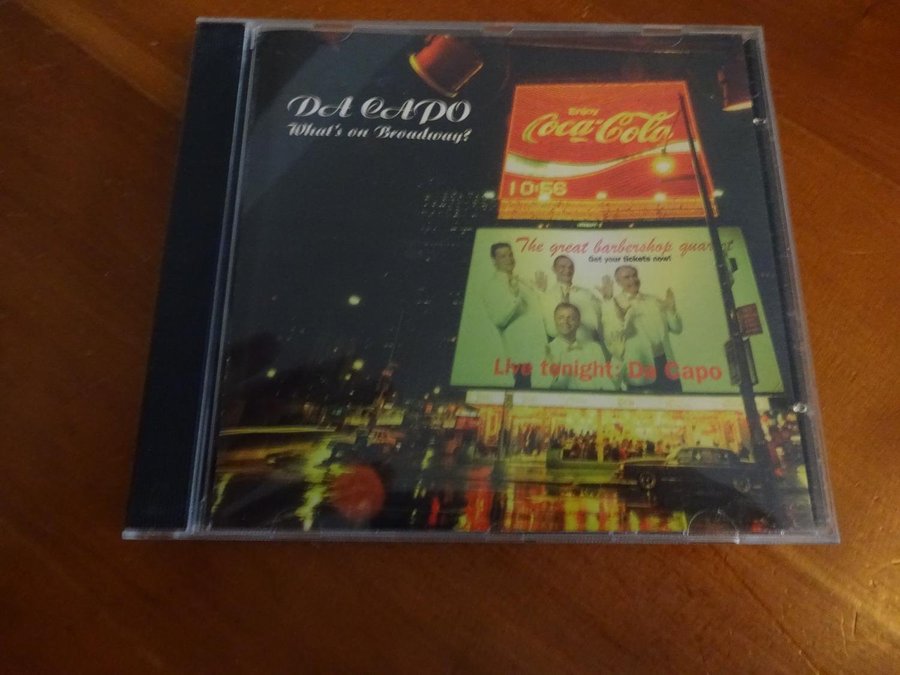 DA CAPO
What's on Broadway?
Enjoy
Coca-Cola
10:56
The great barbershop quartet
Get your tickets now!
Live tonight: Da Capo